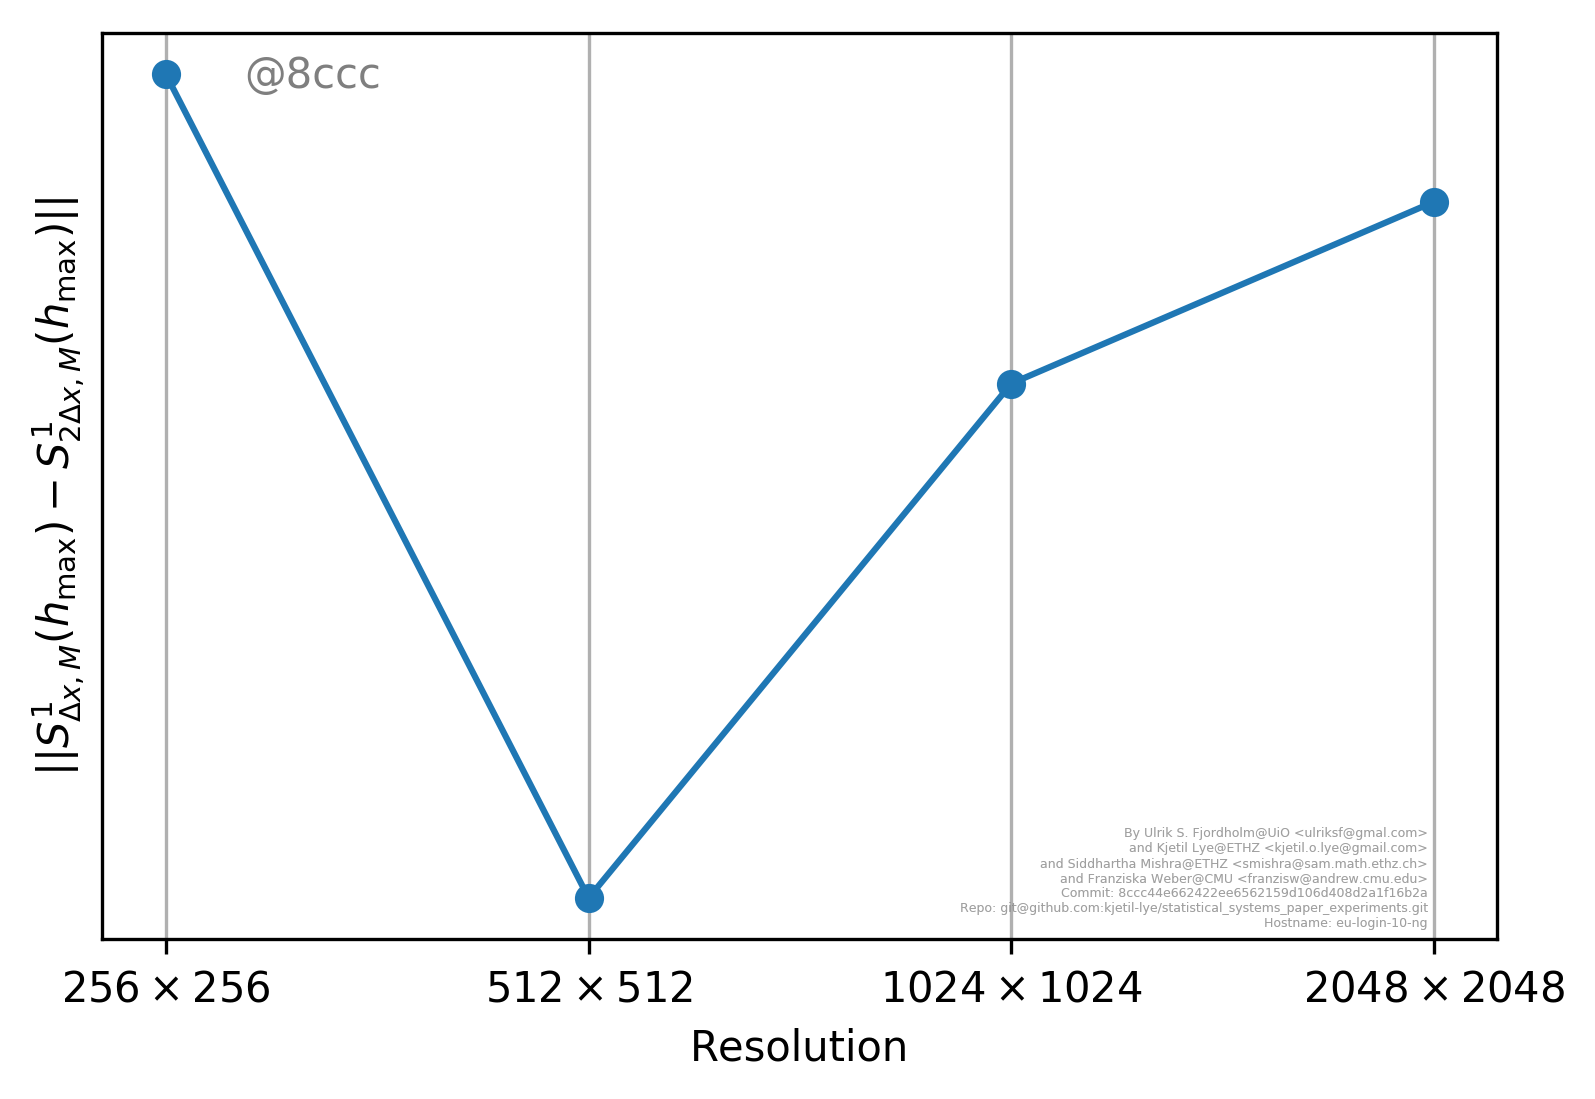 @8ccc
||S¹_{Δx,M}(h_max) − S¹_{2Δx,M}(h_max)||
By Ulrik S. Fjordholm@UiO <ulriksf@gmal.com>
and Kjetil Lye@ETHZ <kjetil.o.lye@gmail.com>
and Siddhartha Mishra@ETHZ <smishra@sam.math.ethz.ch>
and Franziska Weber@CMU <franzisw@andrew.cmu.edu>
Commit: 8ccc44e662422ee6562159d106d408d2a1f16b2a
Repo: git@github.com:kjetil-lye/statistical_systems_paper_experiments.git
Hostname: eu-login-10-ng
256 × 256 512 × 512 1024 × 1024 2048 × 2048
Resolution